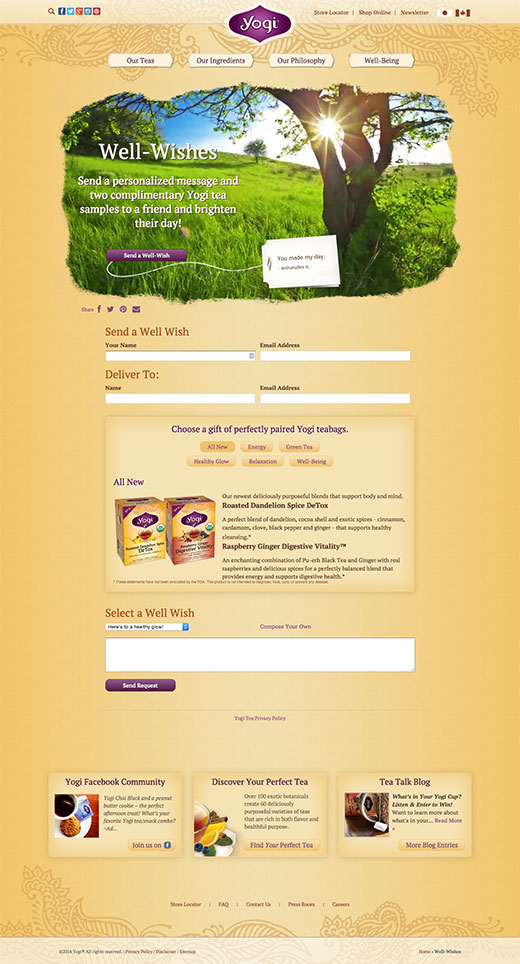 Store Locator | Shop Online | Newsletter
Yogi
Our Teas
Our Ingredients
Our Philosophy
Well-Being
Well-Wishes
Send a personalized message and
two complimentary Yogi tea
samples to a friend and brighten
their day!
Send a Well-Wish
You made my day.
- AnthonyDex A.
Share
Send a Well Wish
Your Name
Email Address
Deliver To:
Name
Email Address
Choose a gift of perfectly paired Yogi teabags.
All New
Energy
Green Tea
Healthy Glow
Relaxation
Well-Being
All New
Our newest deliciously purposeful blends that support body and mind.
Roasted Dandelion Spice DeTox
A perfect blend of dandelion, cocoa shell and exotic spices - cinnamon,
cardamom, clove, black pepper and ginger - that supports healthy
cleansing.*
Raspberry Ginger Digestive Vitality™
An enchanting combination of Pu-erh Black Tea and Ginger with real
raspberries and delicious spices for a perfectly balanced blend that
provides energy and supports digestive health.*
Yogi
Roasted Dandelion Spice
DeTox
Yogi
Raspberry Ginger
Digestive Vitality
* These statements have not been evaluated by the FDA. This product is not intended to diagnose, treat, cure, or prevent any disease.
Select a Well Wish
Here's to a healthy glow!
Compose Your Own
Send Request
Yogi Tea Privacy Policy
Yogi Facebook Community
Yogi Chai Black and a peanut
butter cookie – the perfect
afternoon treat! What's your
favorite Yogi tea/snack combo?
~Ad...
Join us on
Discover Your Perfect Tea
Over 100 exotic botanicals
create 60 deliciously
purposeful varieties of teas
that are rich in both flavor and
healthful purpose.
Find Your Perfect Tea
Tea Talk Blog
What's in Your Yogi Cup?
Listen & Enter to Win!
Want to learn more about
what's in your... Read More
»
More Blog Entries
Store Locator | FAQ | Contact Us | Press Room | Careers
©2014 Yogi® All rights reserved. | Privacy Policy | Disclaimer | Sitemap
Home » Well-Wishes